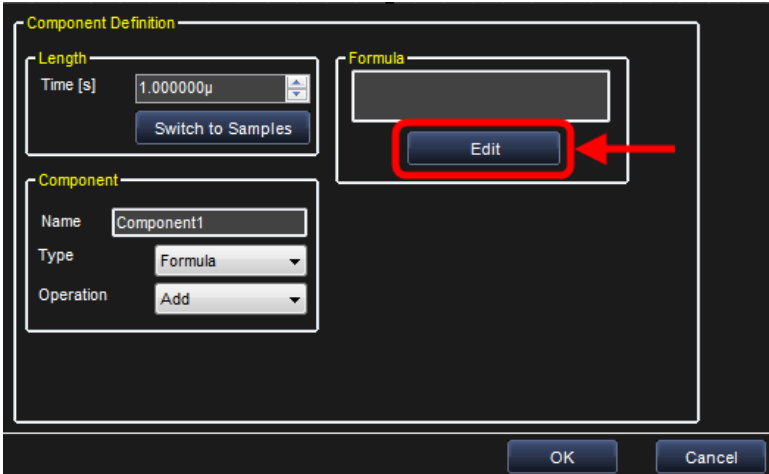 Component Definition
Length
Time [s] 1.000000µ
Switch to Samples
Formula
Edit
Component
Name Component1
Type Formula
Operation Add
OK Cancel